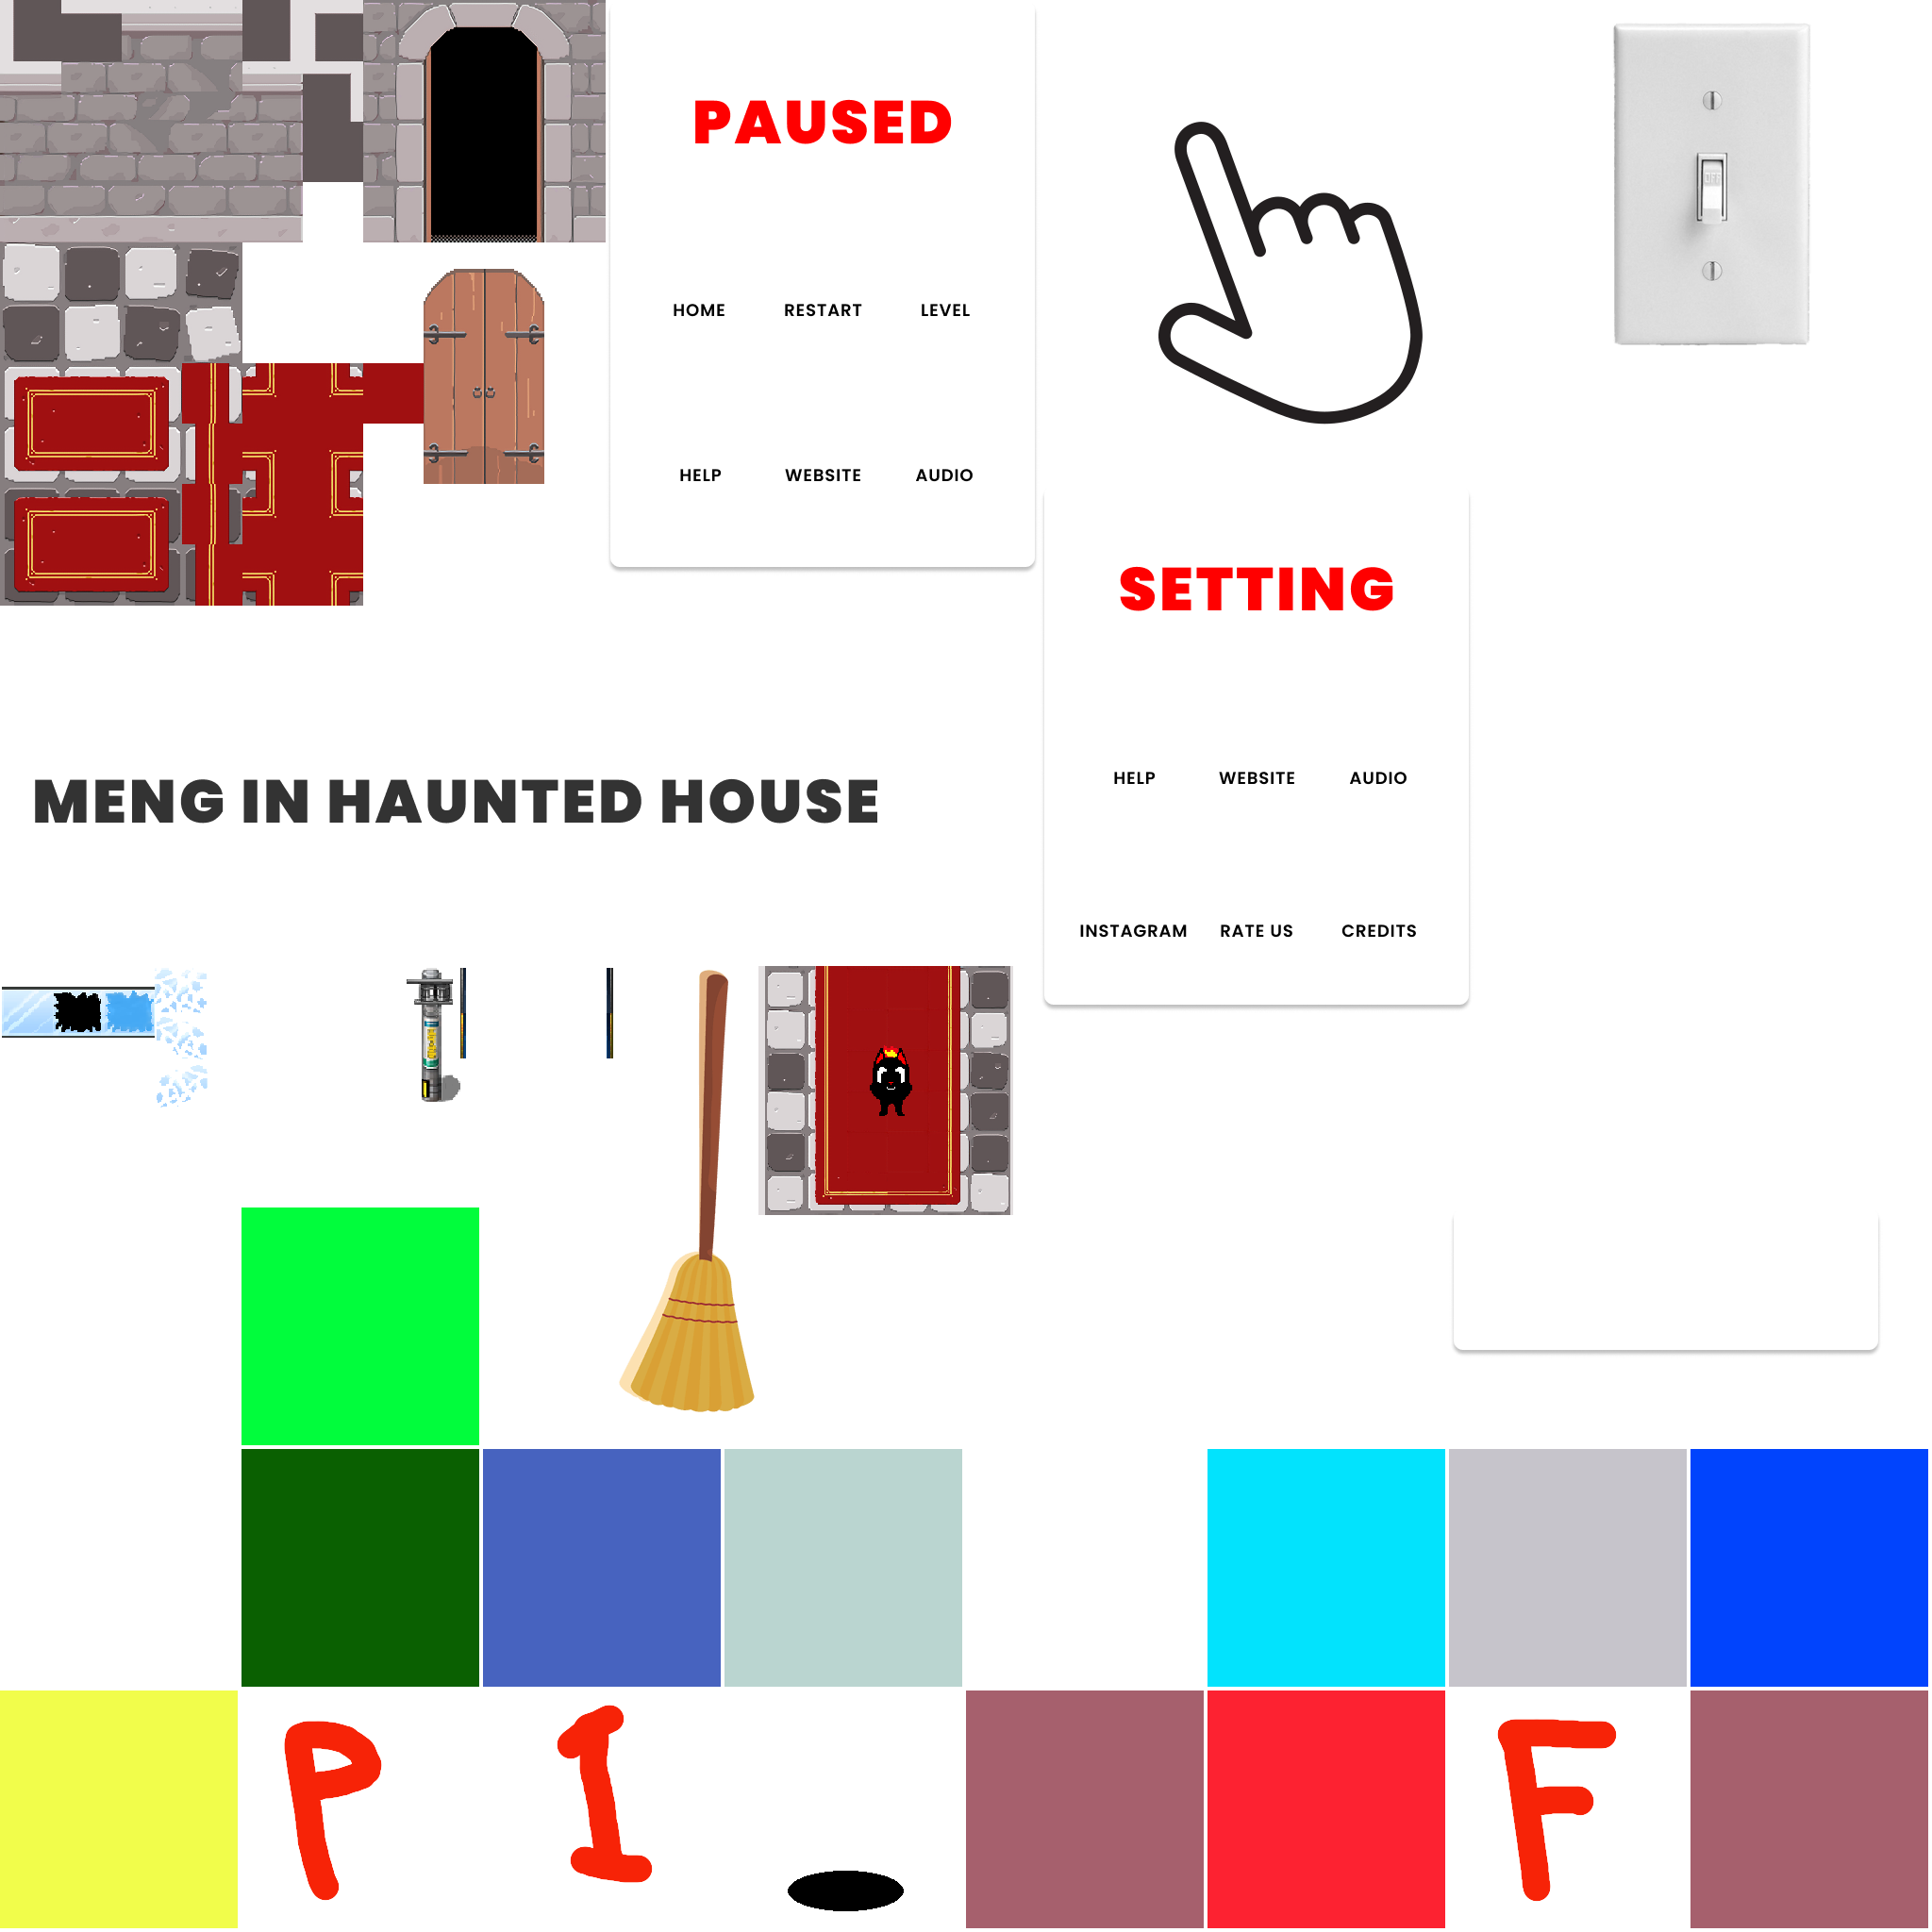 PAUSED
HOME RESTART LEVEL
HELP WEBSITE AUDIO
OFF
SETTING
HELP WEBSITE AUDIO
INSTAGRAM RATE US CREDITS
MENG IN HAUNTED HOUSE
P I F